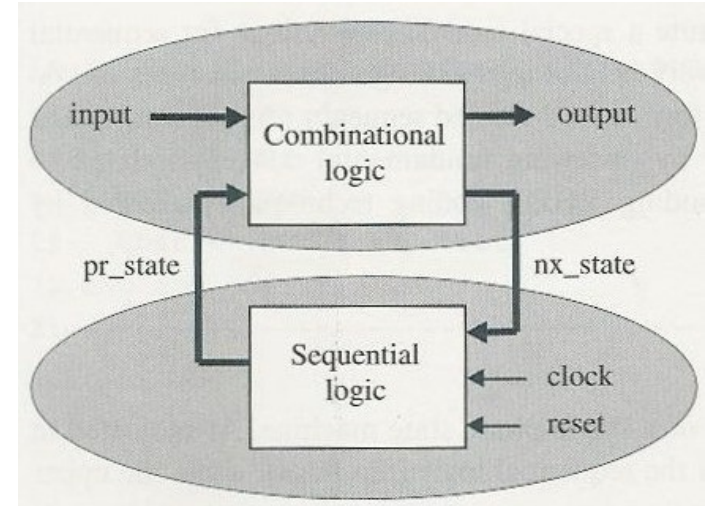 input
Combinational
logic
output
pr_state
nx_state
Sequential
logic
clock
reset